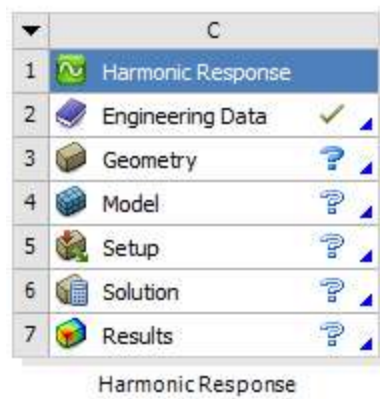 C
1 Harmonic Response
2 Engineering Data
3 Geometry ?
4 Model ?
5 Setup ?
6 Solution ?
7 Results ?
Harmonic Response